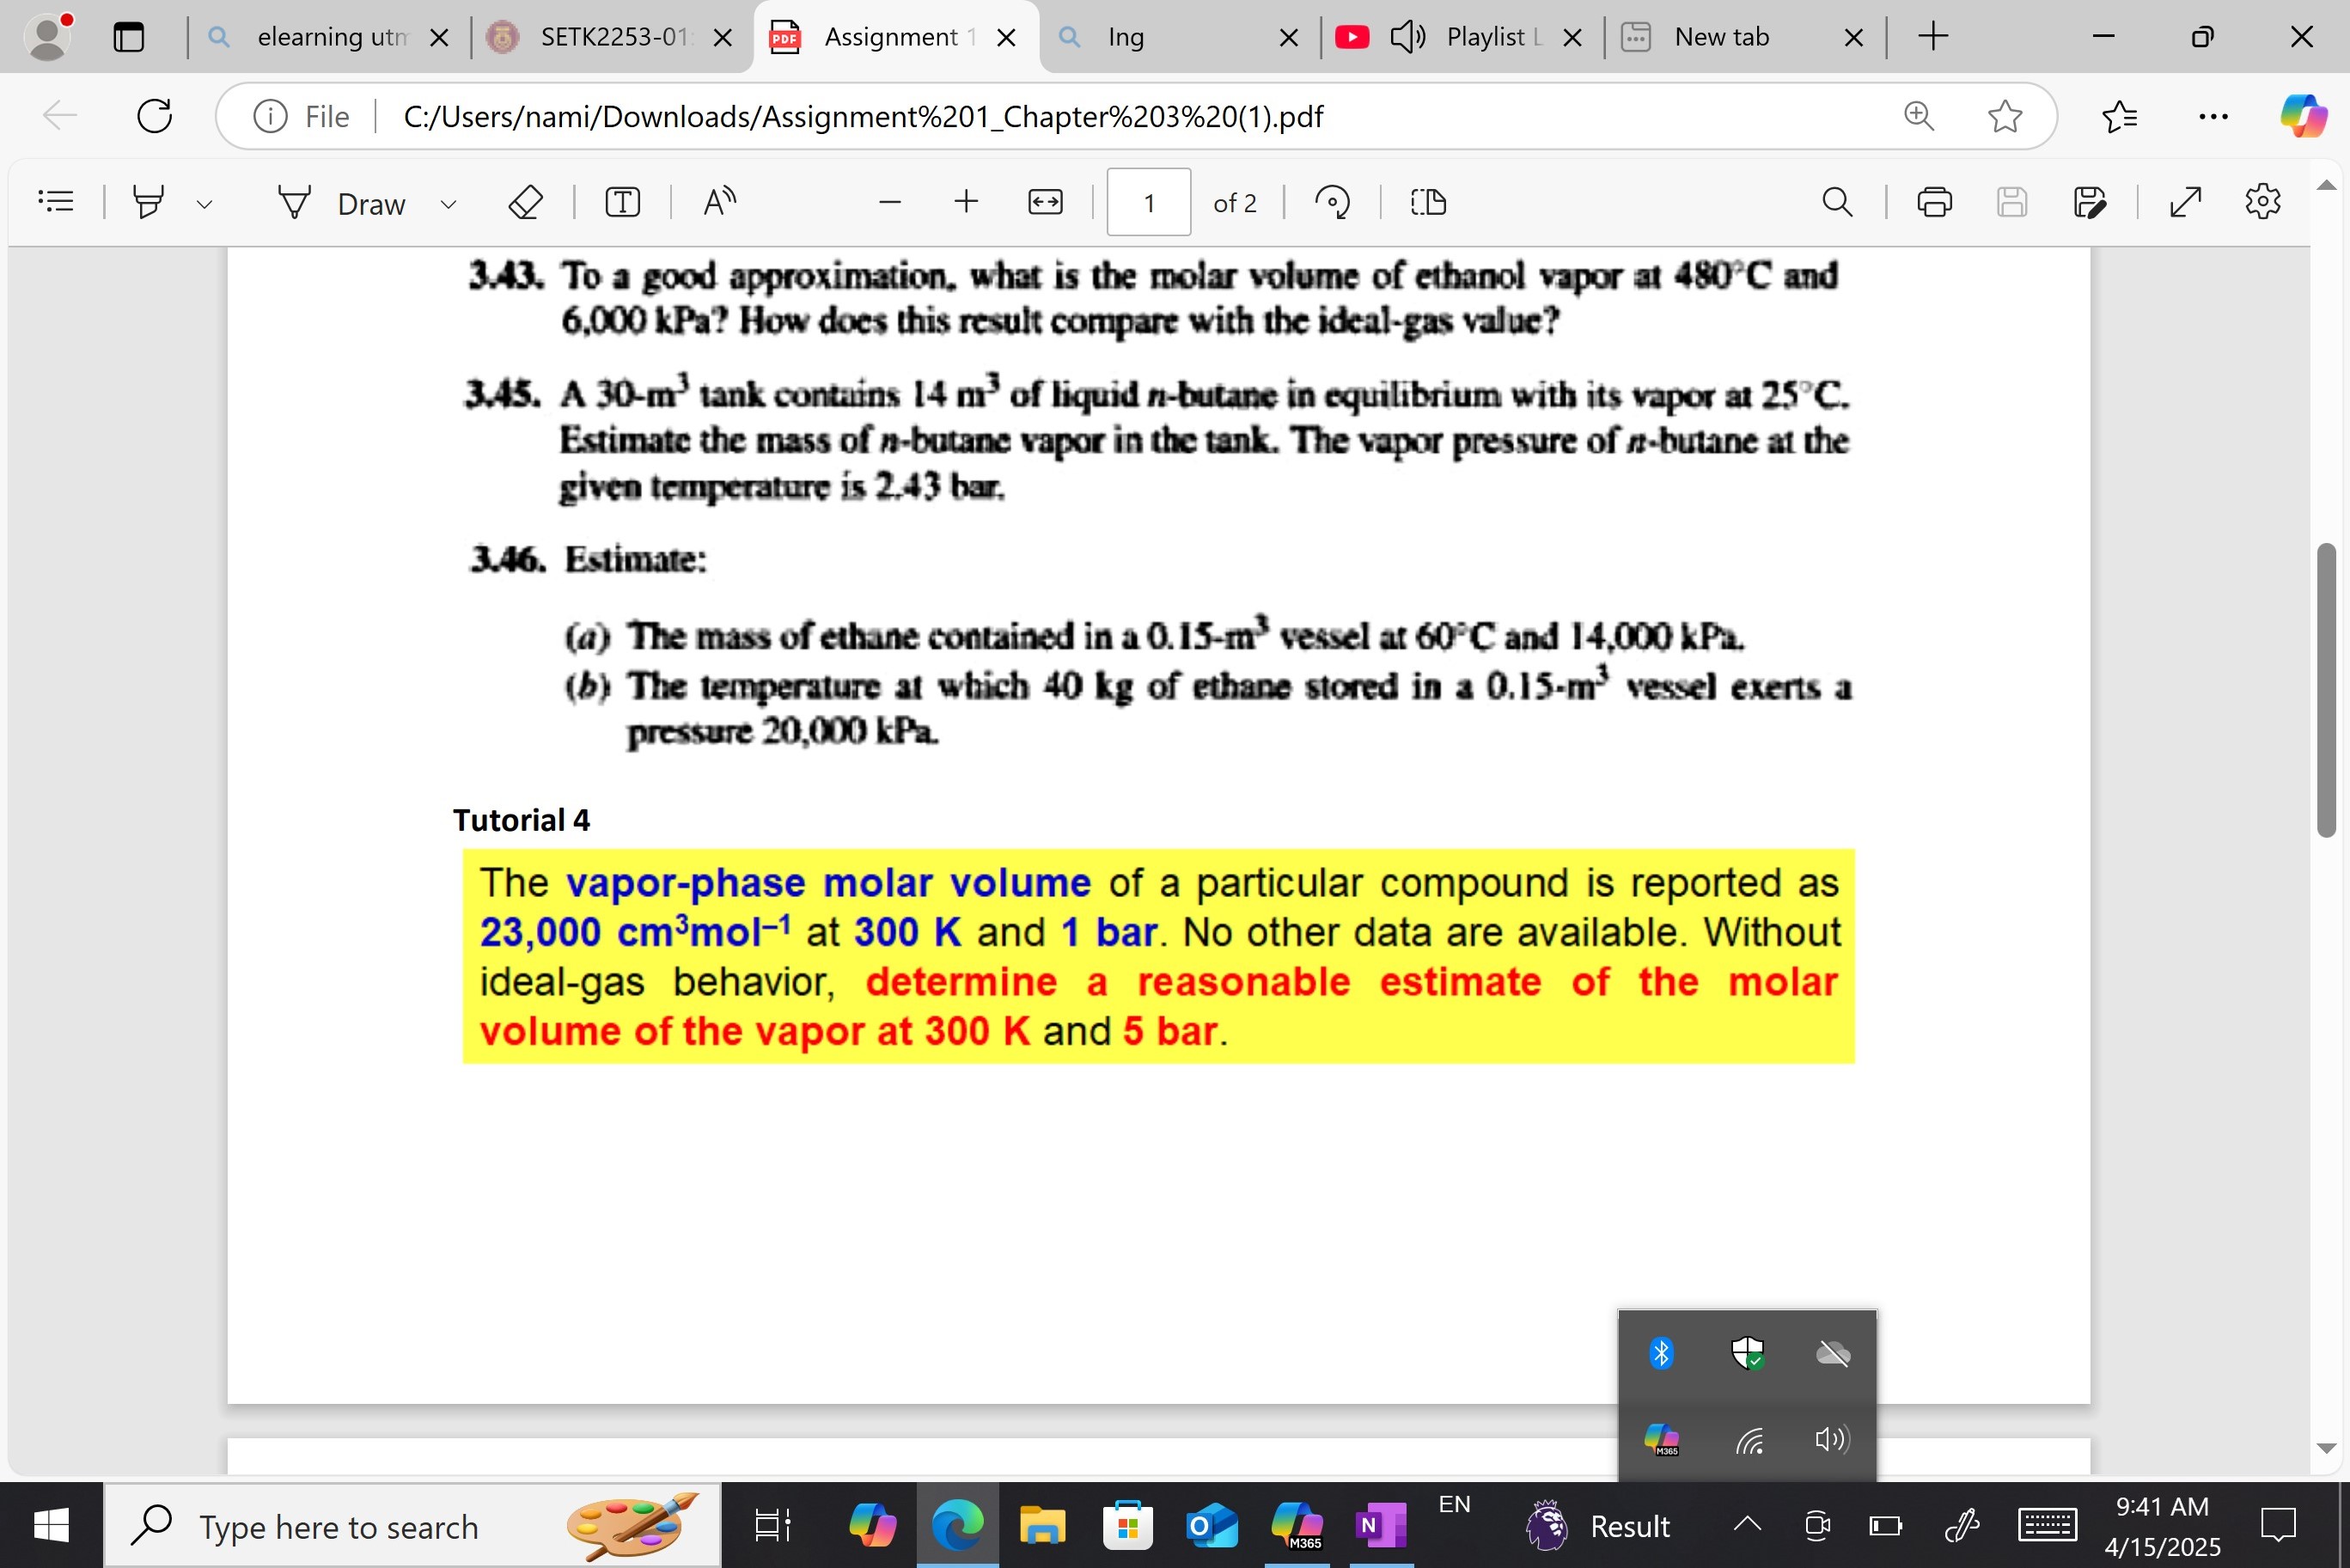 elearning utm
SETK2253-01
Assignment 1
Ing
Playlist L
New tab
File
C:/Users/nami/Downloads/Assignment%201_Chapter%203%20(1).pdf
Draw
1
of 2
3.43. To a good approximation, what is the molar volume of ethanol vapor at 480°C and
6,000 kPa? How does this result compare with the ideal-gas value?
3.45. A 30-m³ tank contains 14 m³ of liquid n-butane in equilibrium with its vapor at 25°C.
Estimate the mass of n-butane vapor in the tank. The vapor pressure of n-butane at the
given temperature is 2.43 bar.
3.46. Estimate:
(a) The mass of ethane contained in a 0.15-m³ vessel at 60°C and 14,000 kPa.
(b) The temperature at which 40 kg of ethane stored in a 0.15-m³ vessel exerts a
pressure 20,000 kPa.
Tutorial 4
The vapor-phase molar volume of a particular compound is reported as
23,000 cm³mol⁻¹ at 300 K and 1 bar. No other data are available. Without
ideal-gas behavior, determine a reasonable estimate of the molar
volume of the vapor at 300 K and 5 bar.
M365
Type here to search
M365
EN
Result
9:41 AM
4/15/2025